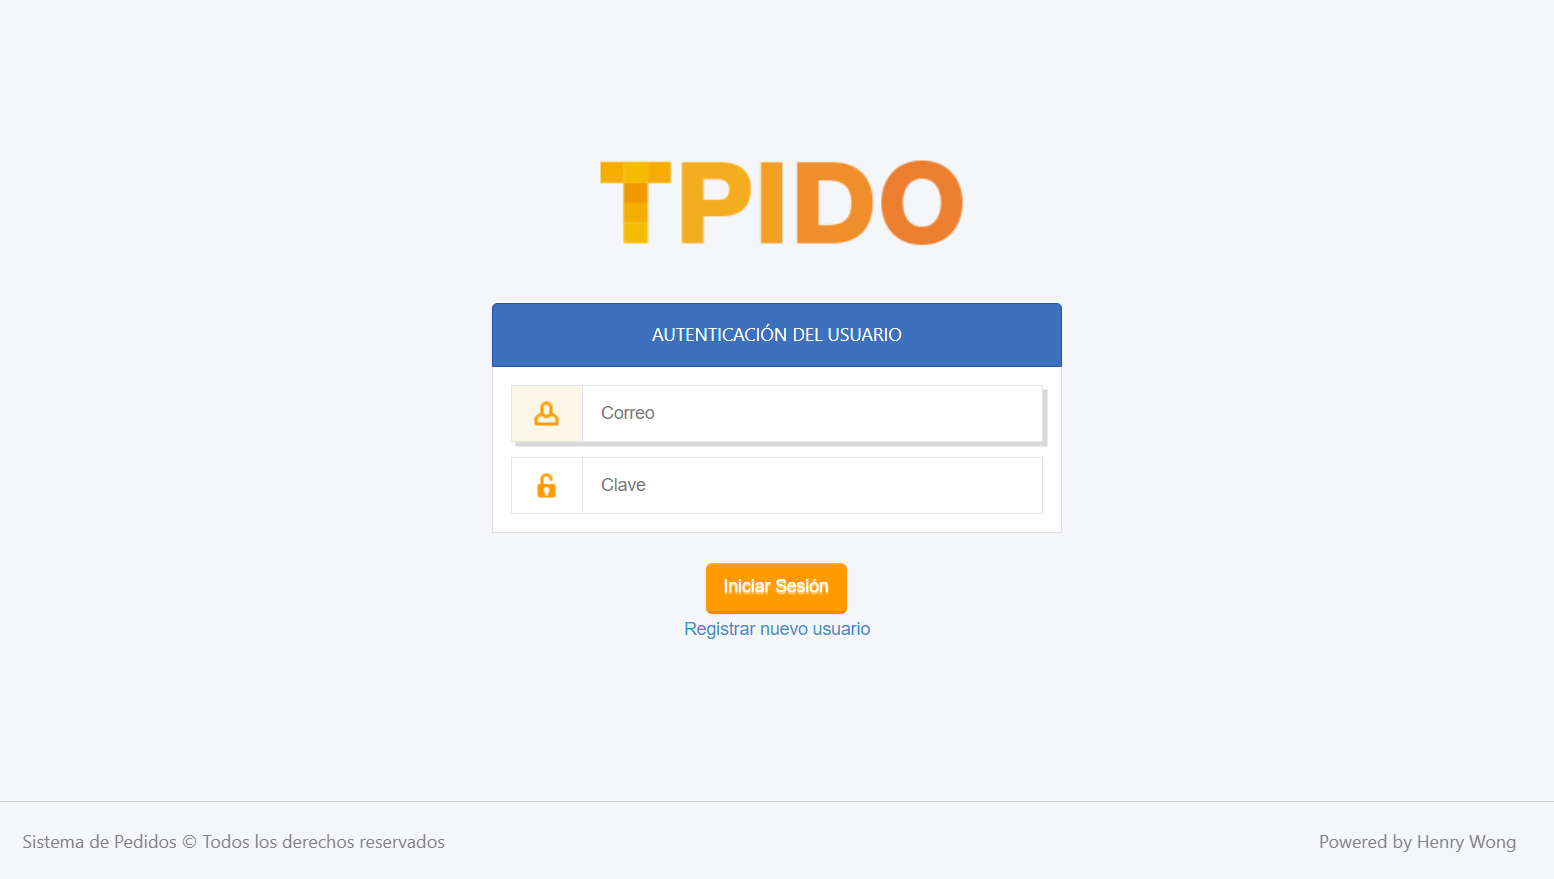 TPIDO
AUTENTICACIÓN DEL USUARIO
Correo
Clave
Iniciar Sesión
Registrar nuevo usuario
Sistema de Pedidos © Todos los derechos reservados
Powered by Henry Wong